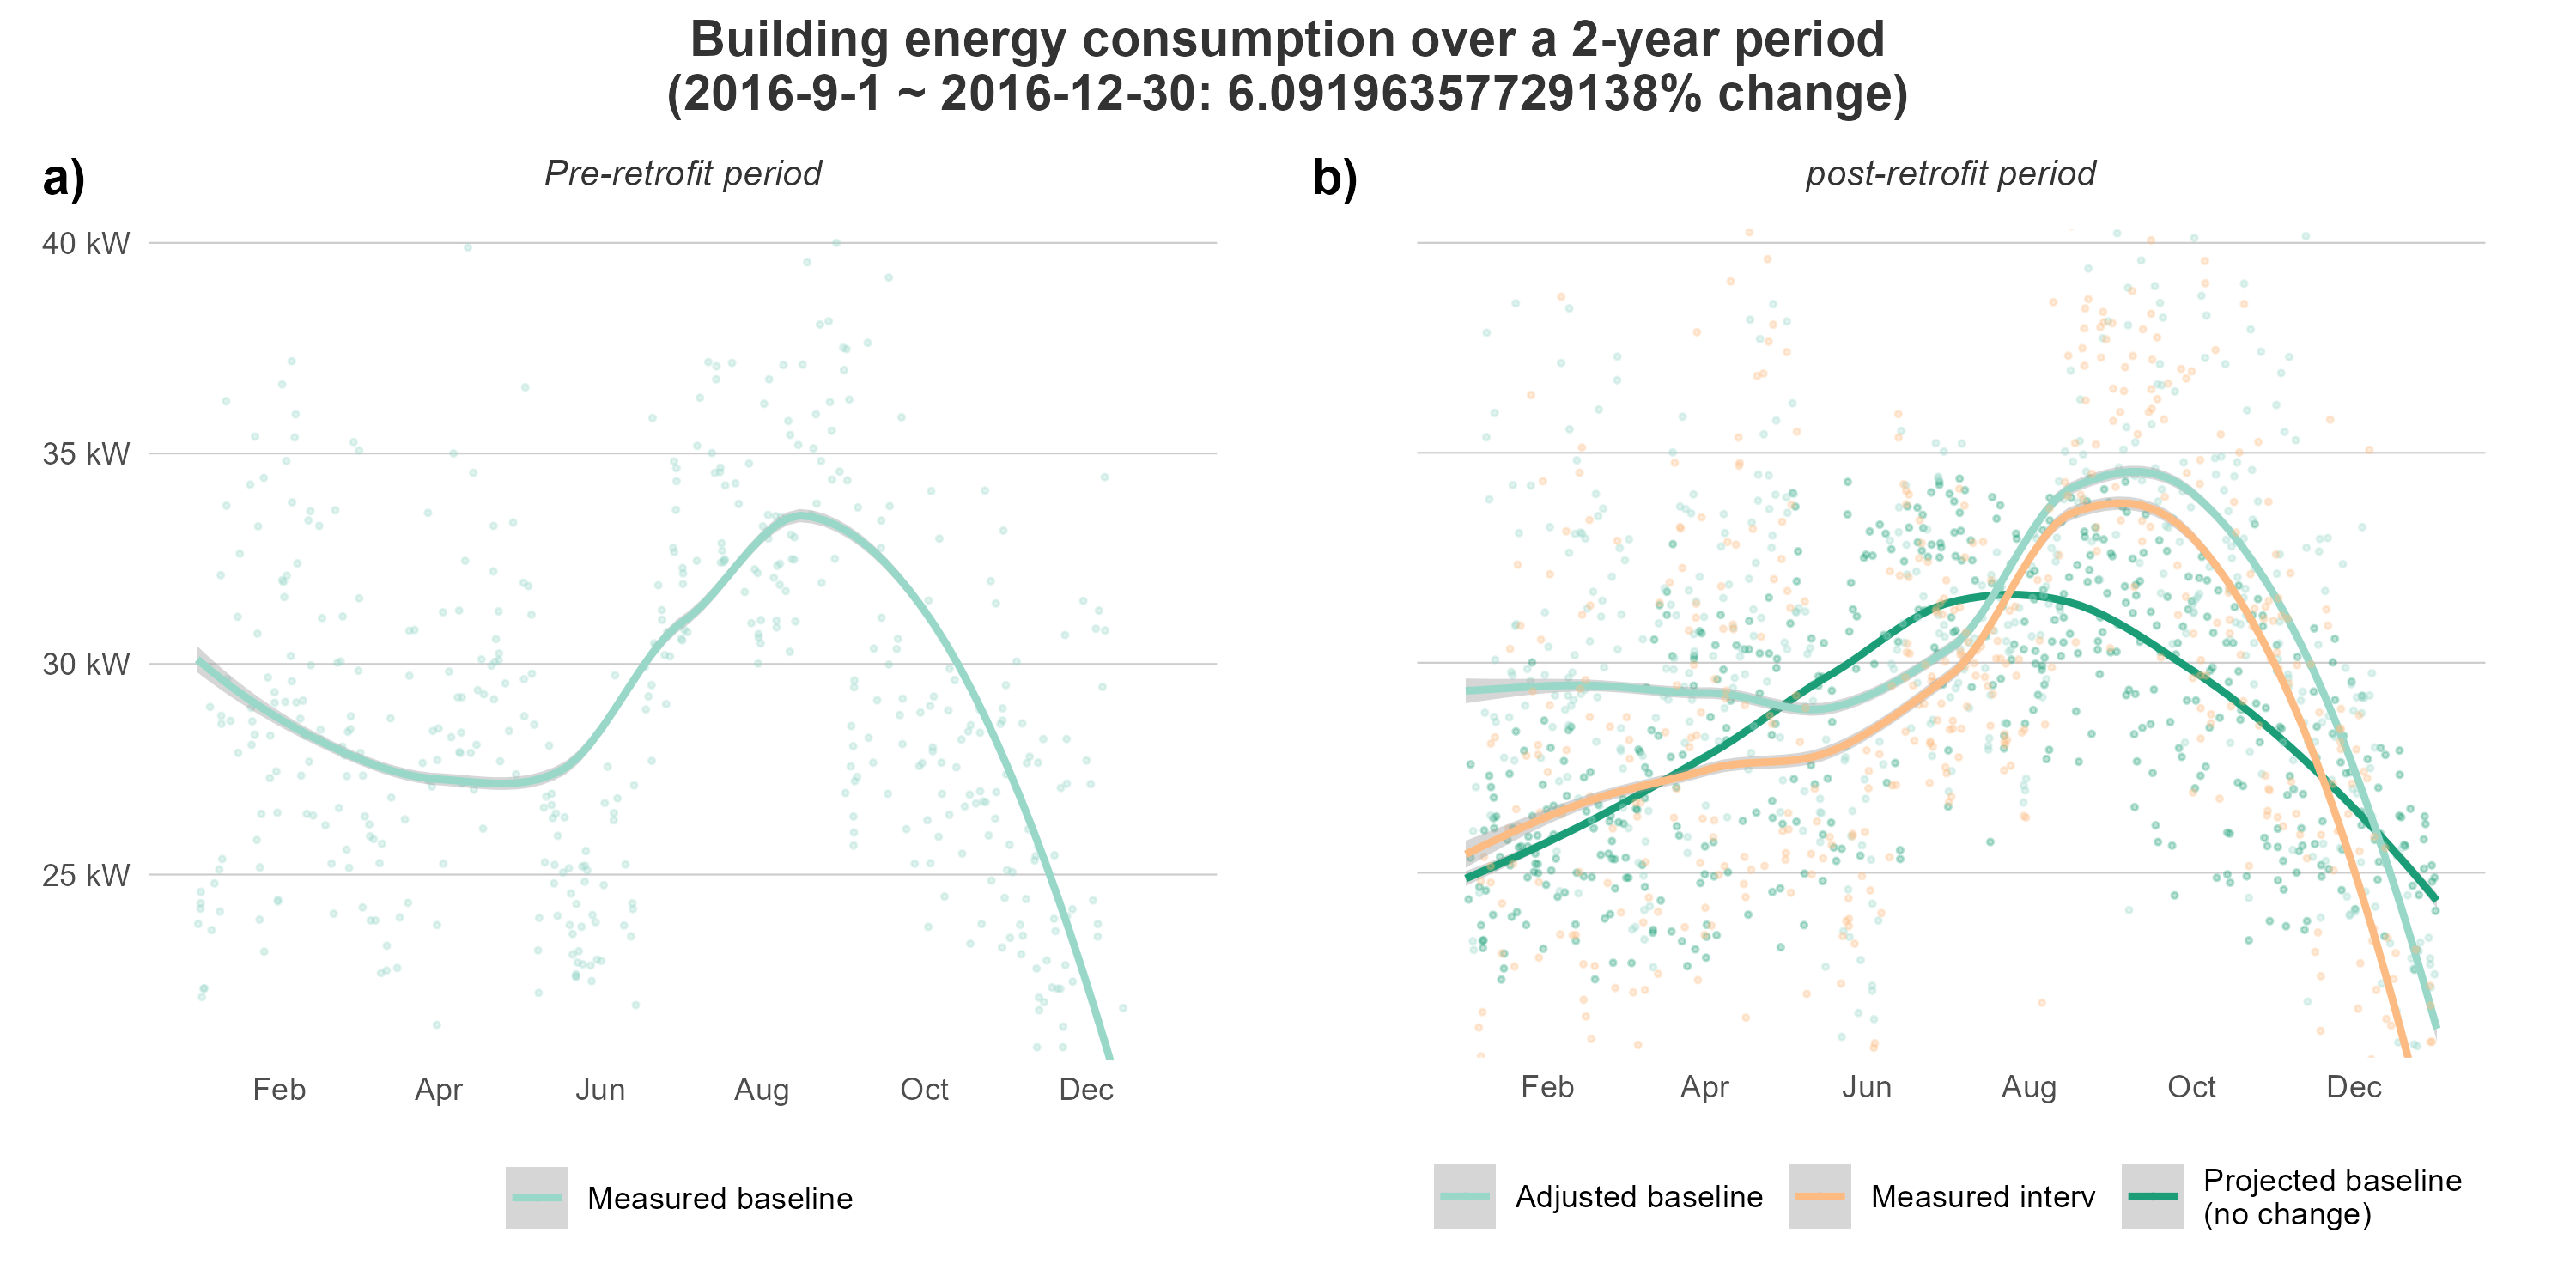 Building energy consumption over a 2-year period
(2016-9-1 ~ 2016-12-30: 6.09196357729138% change)
a)
Pre-retrofit period
40 kW
35 kW
30 kW
25 kW
Feb Apr Jun Aug Oct Dec
Measured baseline
b)
post-retrofit period
Feb Apr Jun Aug Oct Dec
Adjusted baseline
Measured interv
Projected baseline
(no change)